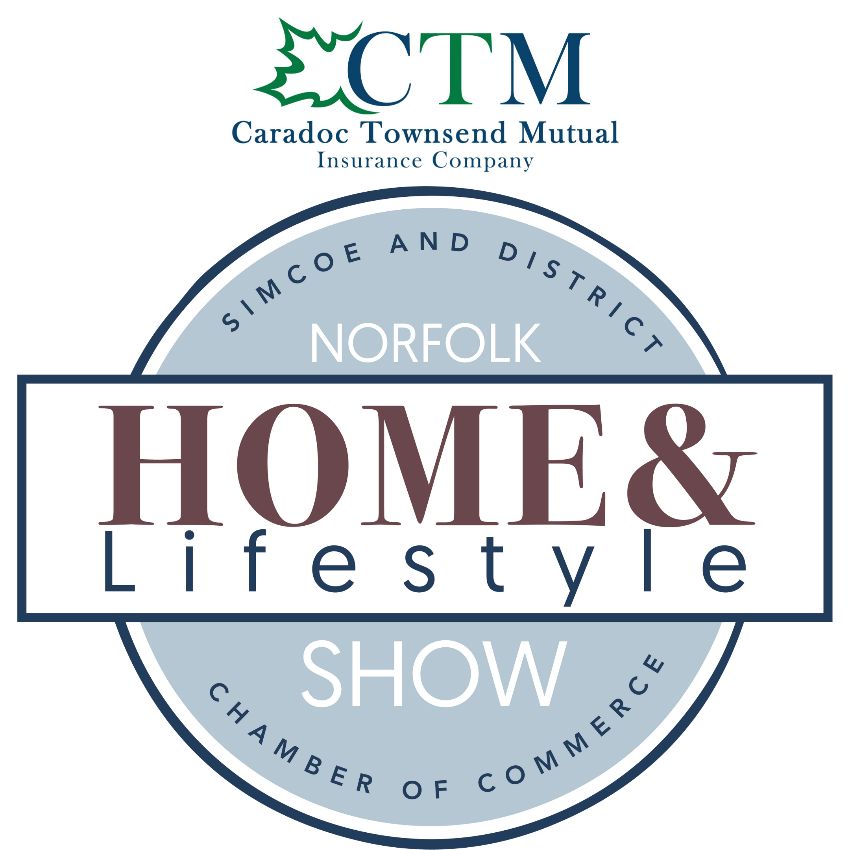 CTM
Caradoc Townsend Mutual
Insurance Company
SIMCOE AND DISTRICT
NORFOLK
HOME &
Lifestyle
SHOW
CHAMBER OF COMMERCE